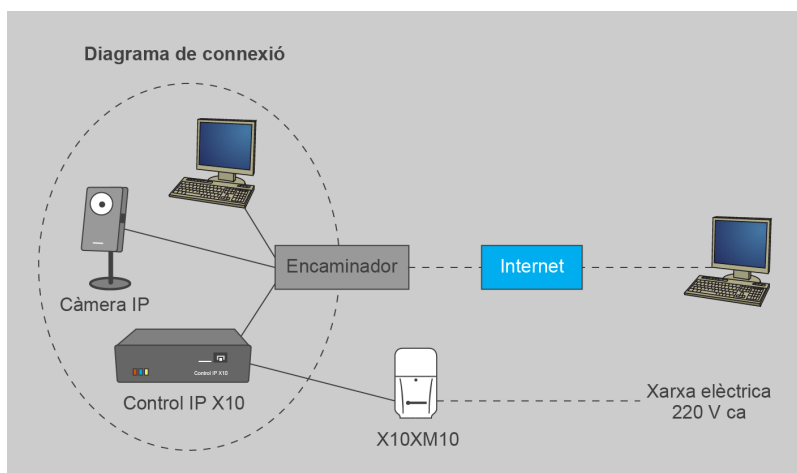 Diagrama de connexió
Encaminador
Internet
Càmera IP
Control IP X10
Control IP X10
X10XM10
Xarxa elèctrica
220 V ca